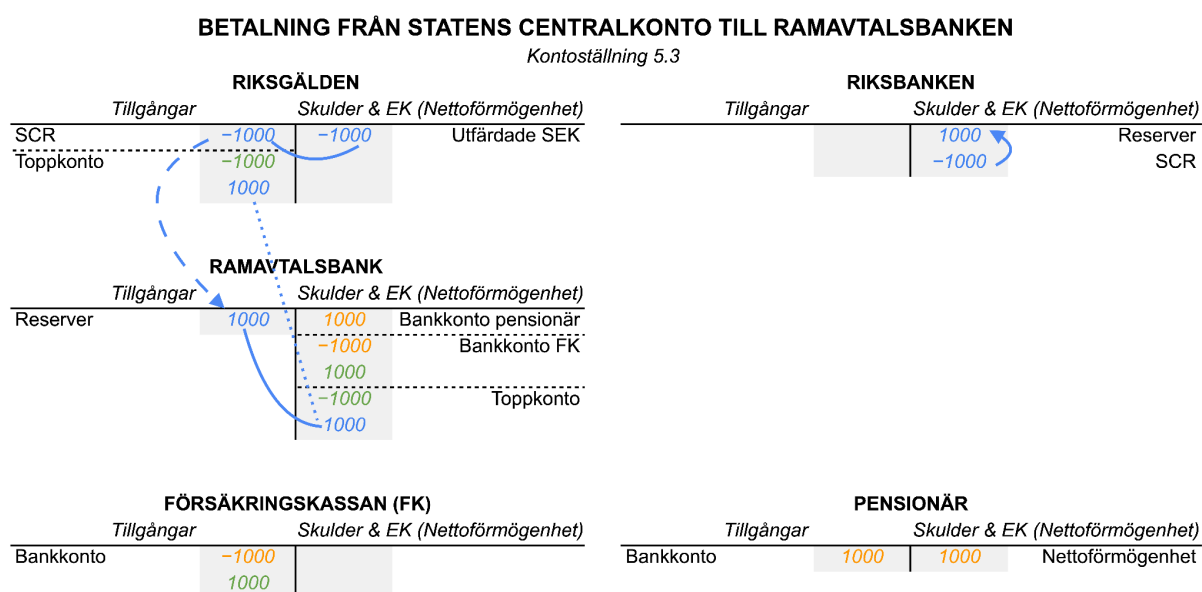 BETALNING FRÅN STATENS CENTRALKONTO TILL RAMAVTALSBANKEN
Kontoställning 5.3
RIKSGÄLDEN
Tillgångar Skulder & EK (Nettoförmögenhet)
SCR −1000 −1000 Utfärdade SEK
Toppkonto −1000
1000
RIKSBANKEN
Tillgångar Skulder & EK (Nettoförmögenhet)
1000 Reserver
−1000 SCR
RAMAVTALSBANK
Tillgångar Skulder & EK (Nettoförmögenhet)
Reserver 1000 1000 Bankkonto pensionär
−1000 Bankkonto FK
1000
−1000 Toppkonto
1000
FÖRSÄKRINGSKASSAN (FK)
Tillgångar Skulder & EK (Nettoförmögenhet)
Bankkonto −1000
1000
PENSIONÄR
Tillgångar Skulder & EK (Nettoförmögenhet)
Bankkonto 1000 1000 Nettoförmögenhet